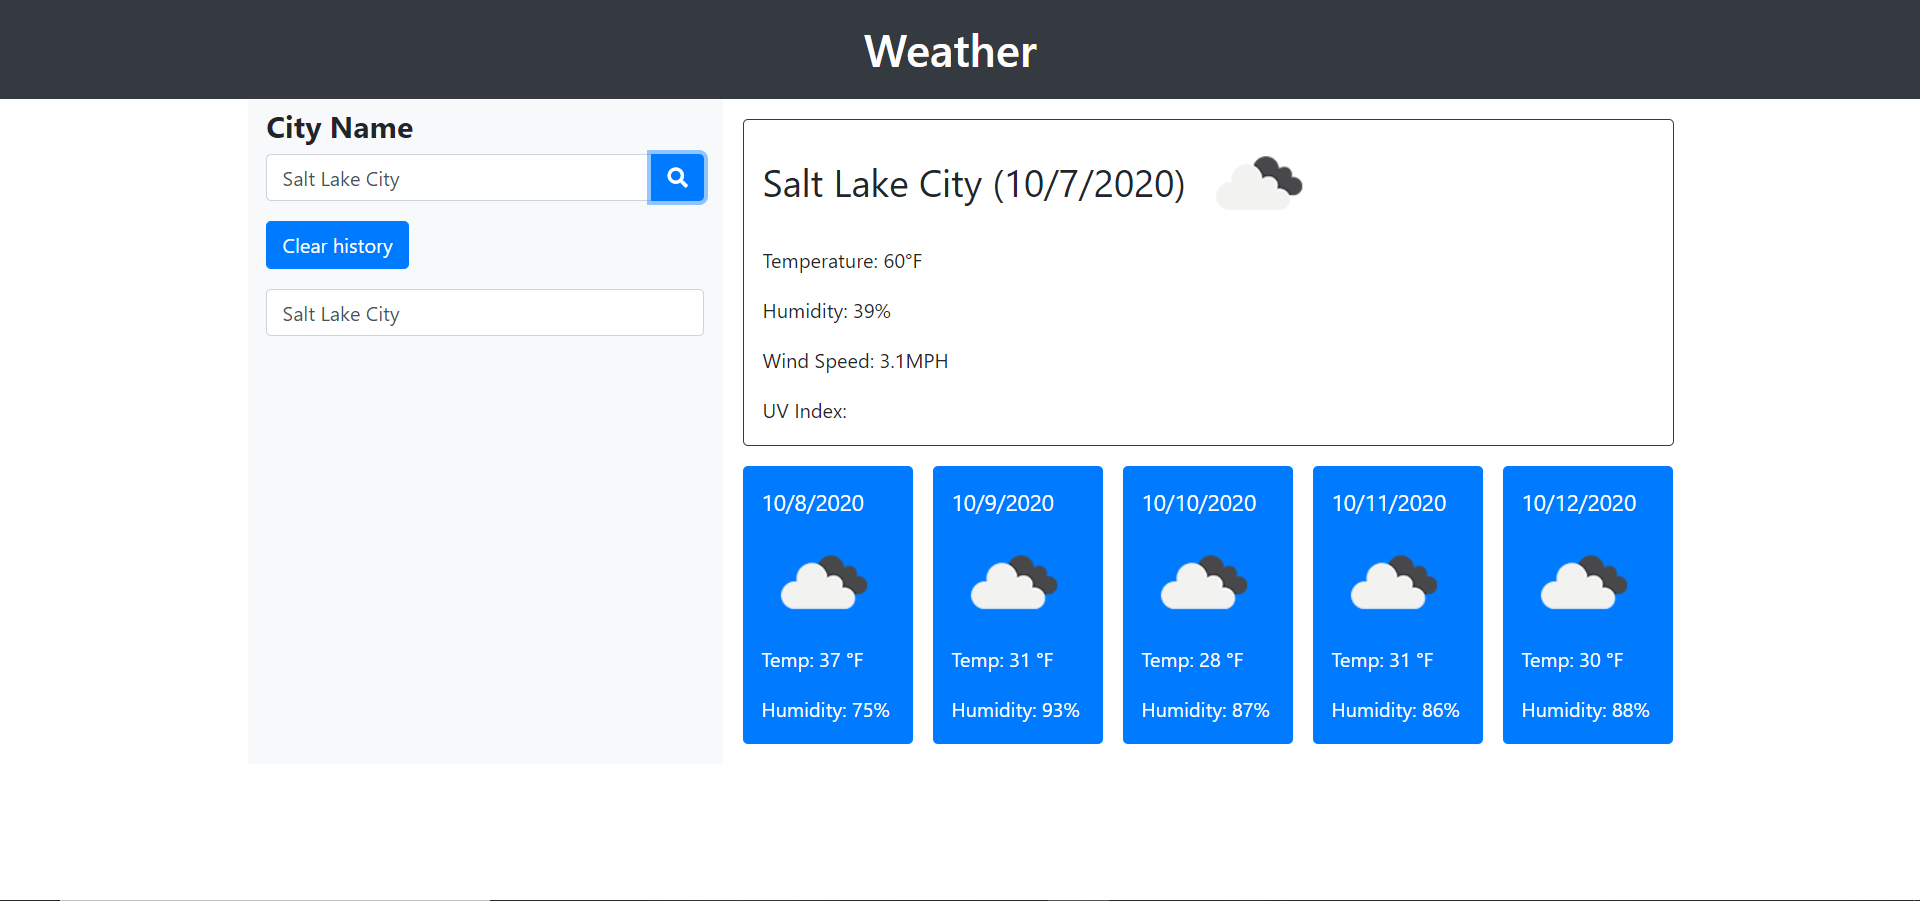 Weather
City Name
Salt Lake City
Clear history
Salt Lake City
Salt Lake City (10/7/2020)
Temperature: 60°F
Humidity: 39%
Wind Speed: 3.1MPH
UV Index:
10/8/2020
Temp: 37 °F
Humidity: 75%
10/9/2020
Temp: 31 °F
Humidity: 93%
10/10/2020
Temp: 28 °F
Humidity: 87%
10/11/2020
Temp: 31 °F
Humidity: 86%
10/12/2020
Temp: 30 °F
Humidity: 88%